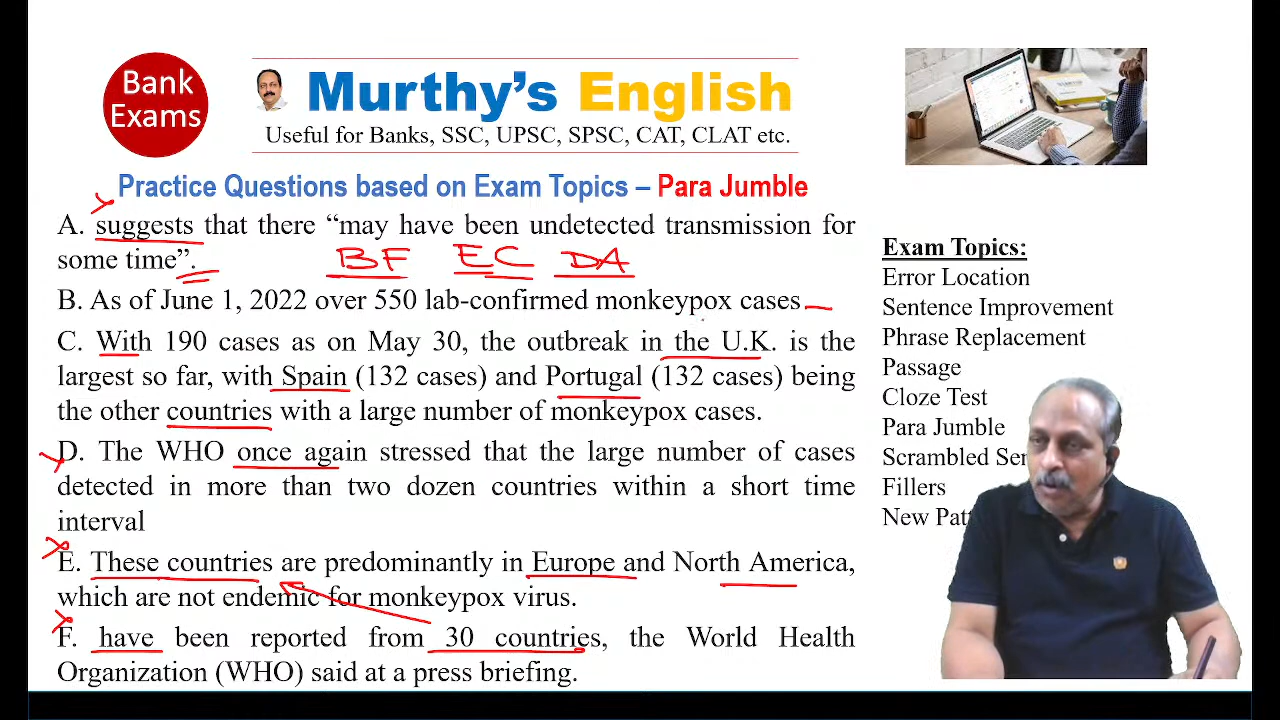 Bank
Exams
Murthy's English
Useful for Banks, SSC, UPSC, SPSC, CAT, CLAT etc.
Practice Questions based on Exam Topics – Para Jumble
A. suggests that there “may have been undetected transmission for
some time”.
BF EC DA
B. As of June 1, 2022 over 550 lab-confirmed monkeypox cases
C. With 190 cases as on May 30, the outbreak in the U.K. is the
largest so far, with Spain (132 cases) and Portugal (132 cases) being
the other countries with a large number of monkeypox cases.
D. The WHO once again stressed that the large number of cases
detected in more than two dozen countries within a short time
interval
E. These countries are predominantly in Europe and North America,
which are not endemic for monkeypox virus.
F. have been reported from 30 countries, the World Health
Organization (WHO) said at a press briefing.
Exam Topics:
Error Location
Sentence Improvement
Phrase Replacement
Passage
Cloze Test
Para Jumble
Scrambled Sen
Fillers
New Patt